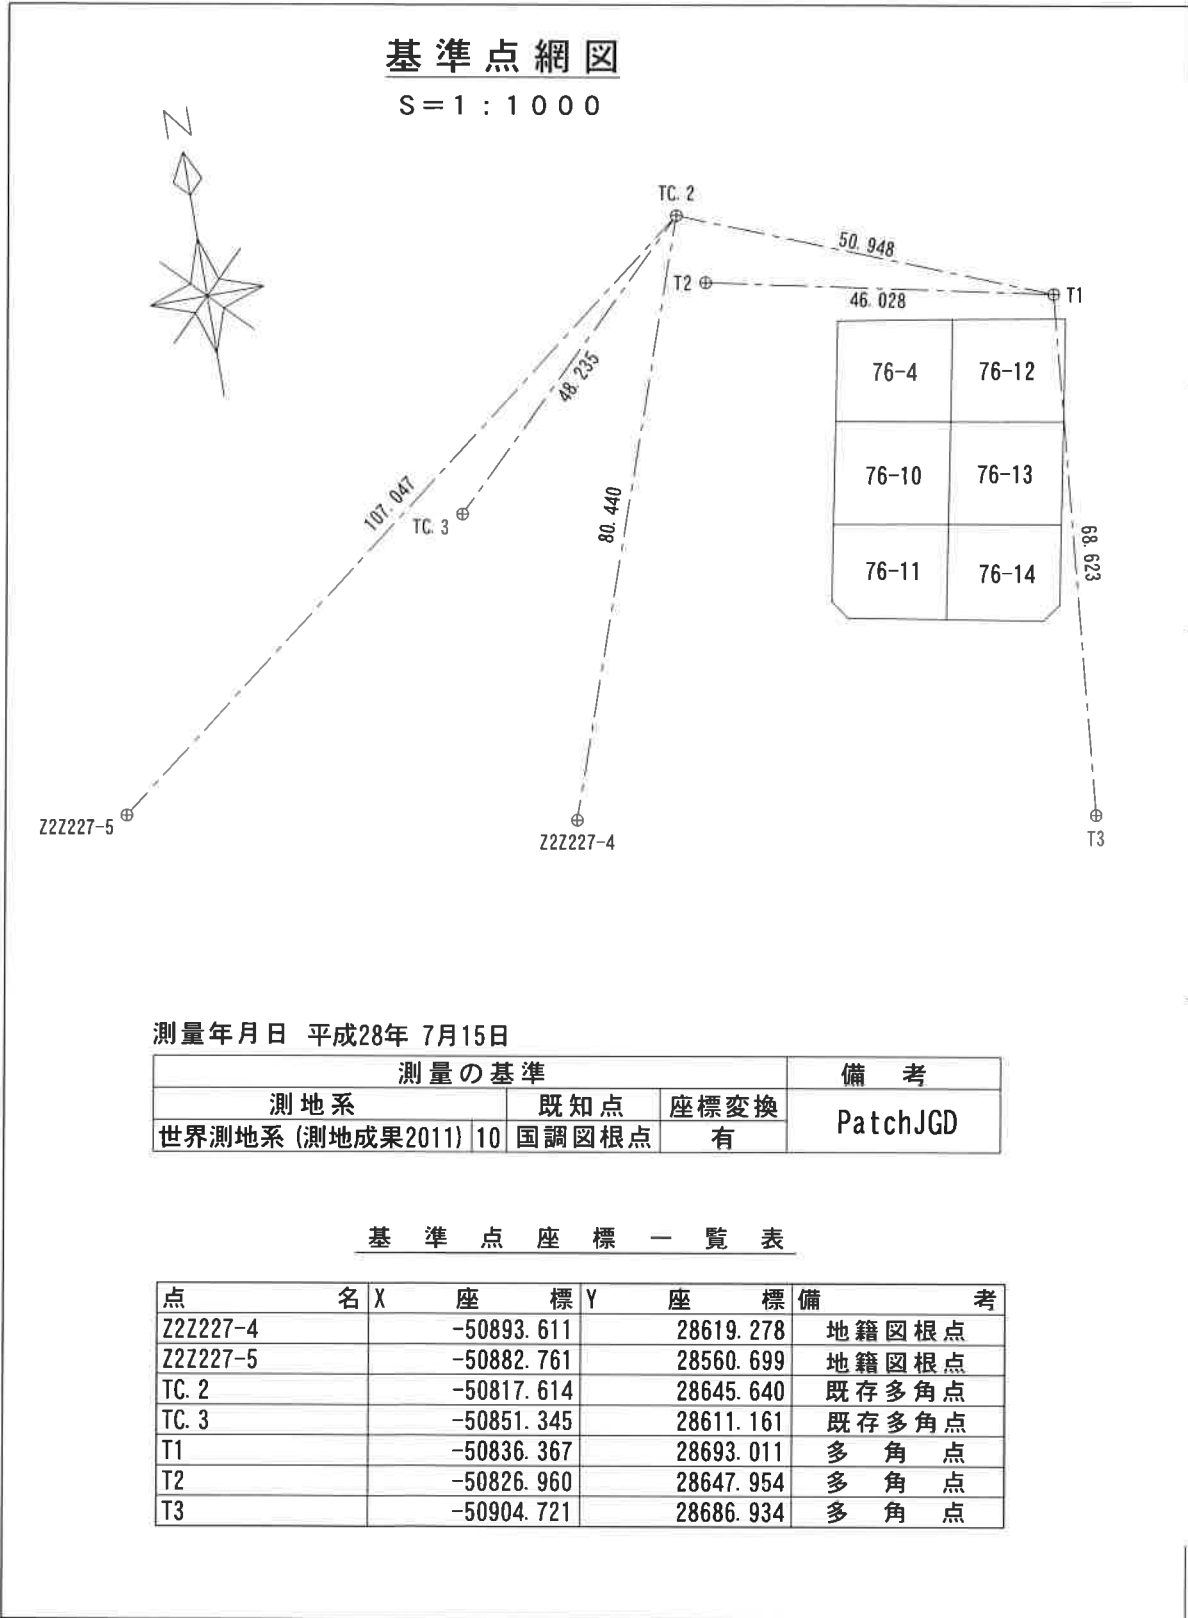 基準点網図
S=1:1000
N
TC.2
50.948
T2
46.028
T1
76-4 76-12
48.235
76-10 76-13
107.047
TC.3
80.440
68.623
76-11 76-14
Z2Z227-5
Z2Z227-4
T3
測量年月日 平成28年 7月15日
測量の基準 備考
測地系 既知点 座標変換 PatchJGD
世界測地系(測地成果2011) 10 国調図根点 有
基準点座標一覧表
点名 X座標 Y座標 備考
Z2Z227-4 -50893.611 28619.278 地籍図根点
Z2Z227-5 -50882.761 28560.699 地籍図根点
TC.2 -50817.614 28645.640 既存多角点
TC.3 -50851.345 28611.161 既存多角点
T1 -50836.367 28693.011 多角点
T2 -50826.960 28647.954 多角点
T3 -50904.721 28686.934 多角点